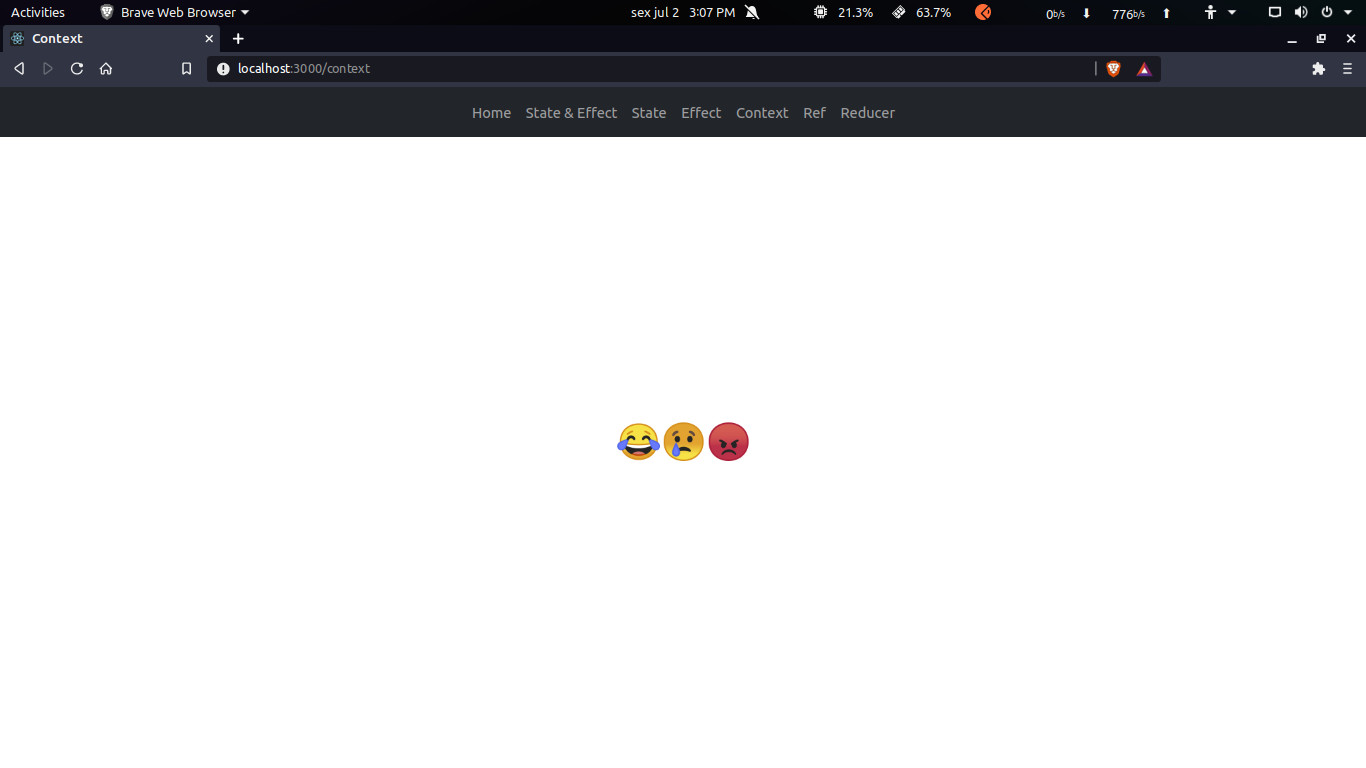 Activities Brave Web Browser sex jul 2 3:07 PM 21.3% 63.7% 0b/s 776b/s
Context
localhost:3000/context
Home State & Effect State Effect Context Ref Reducer